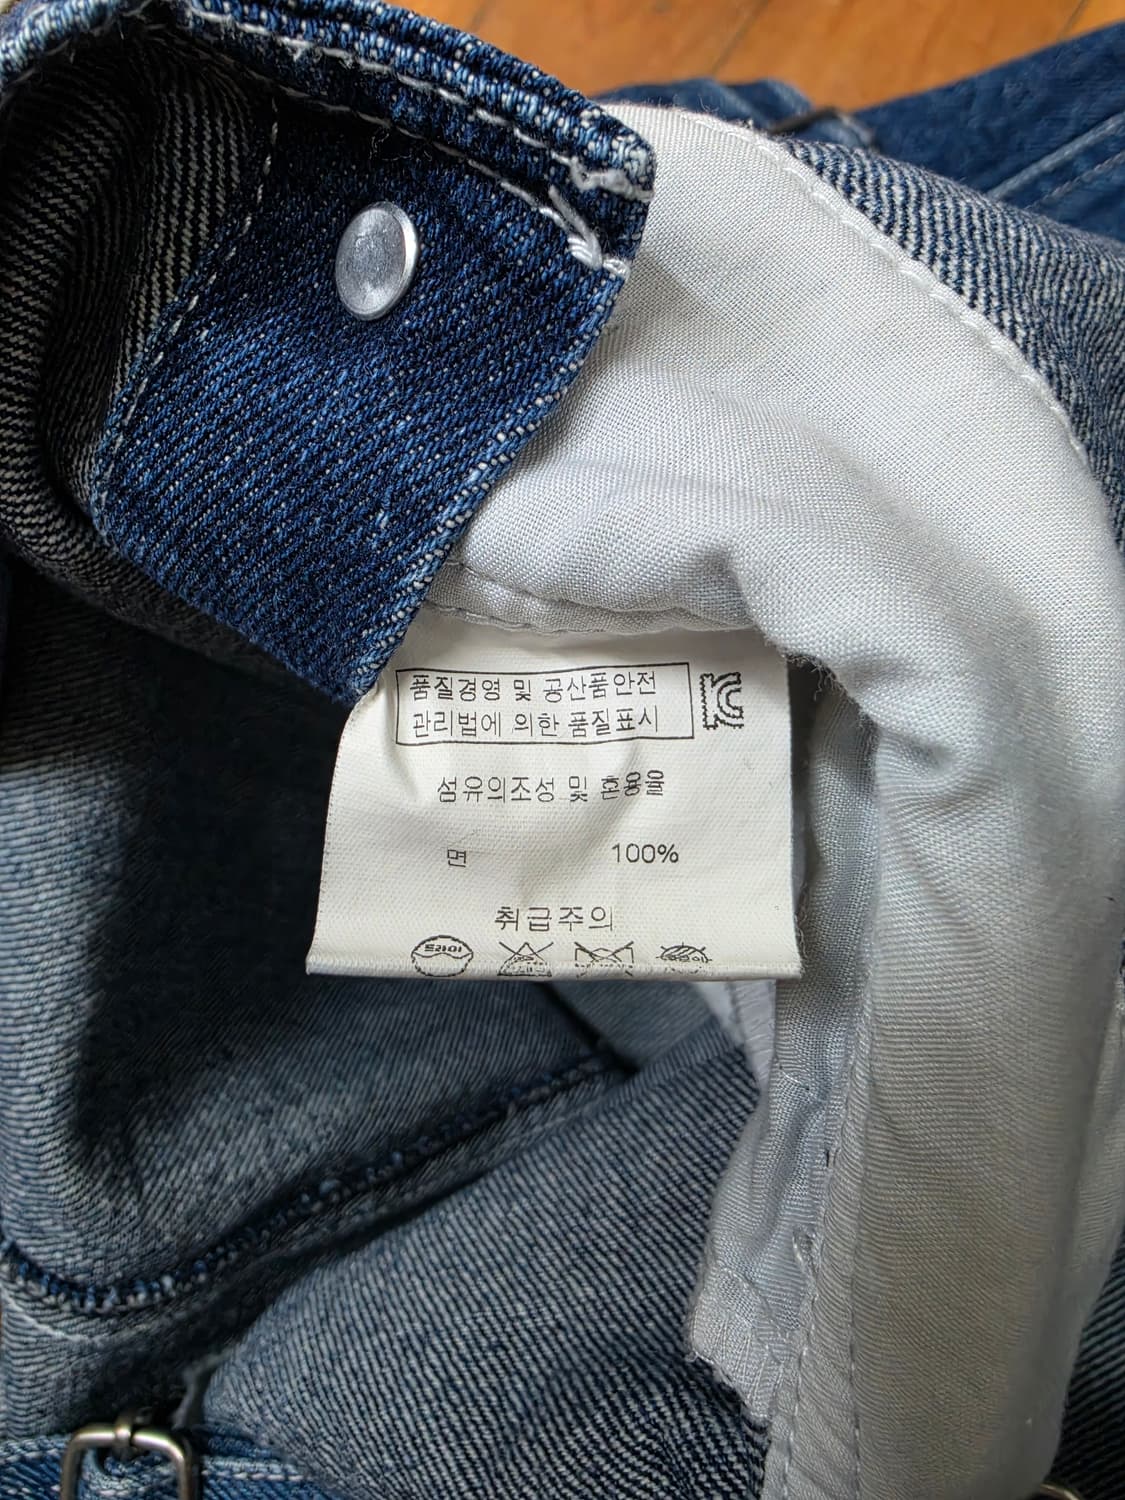 품질경영 및 공산품안전
관리법에 의한 품질표시
섬유의조성 및 혼용율
면 100%
취급주의
드라이